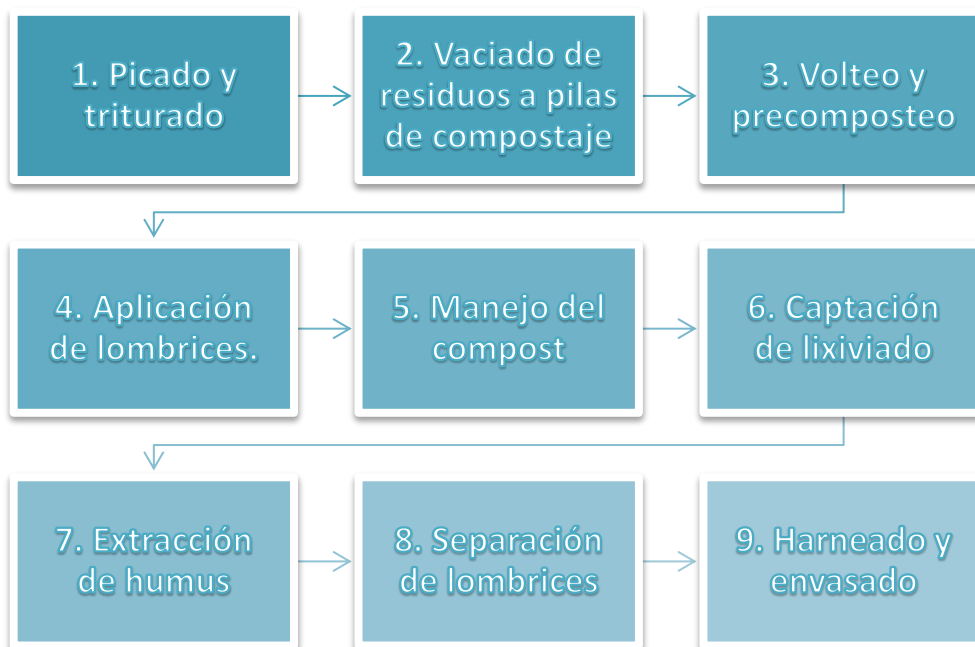 1. Picado y
triturado
2. Vaciado de
residuos a pilas
de compostaje
3. Volteo y
precomposteo
4. Aplicación
de lombrices.
5. Manejo del
compost
6. Captación
de lixiviado
7. Extracción
de humus
8. Separación
de lombrices
9. Harneado y
envasado